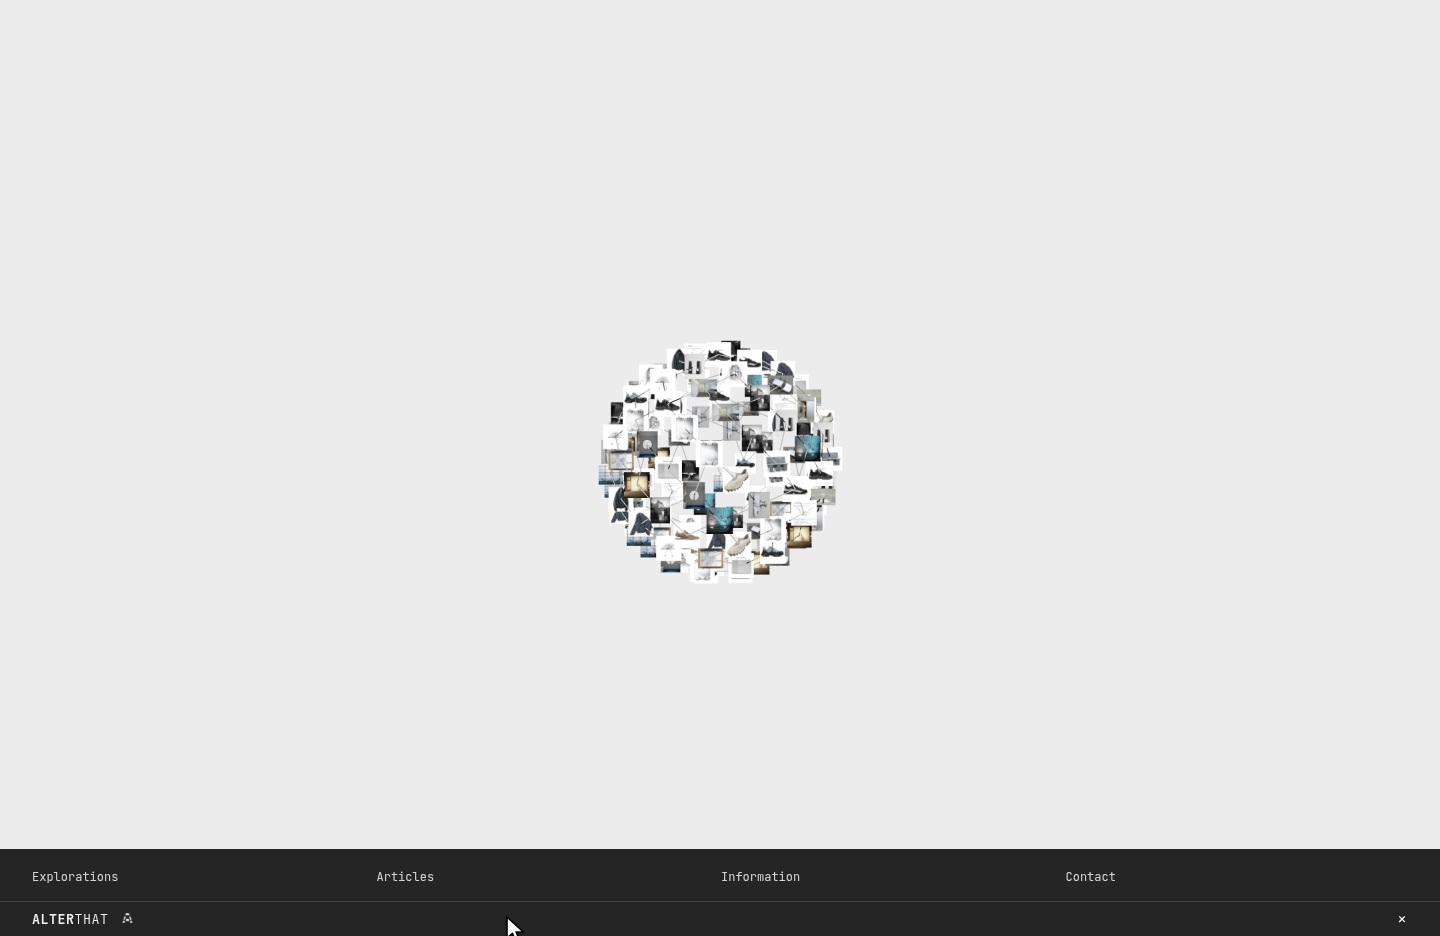 Explorations
Articles
Information
Contact
ALTERTHAT
×